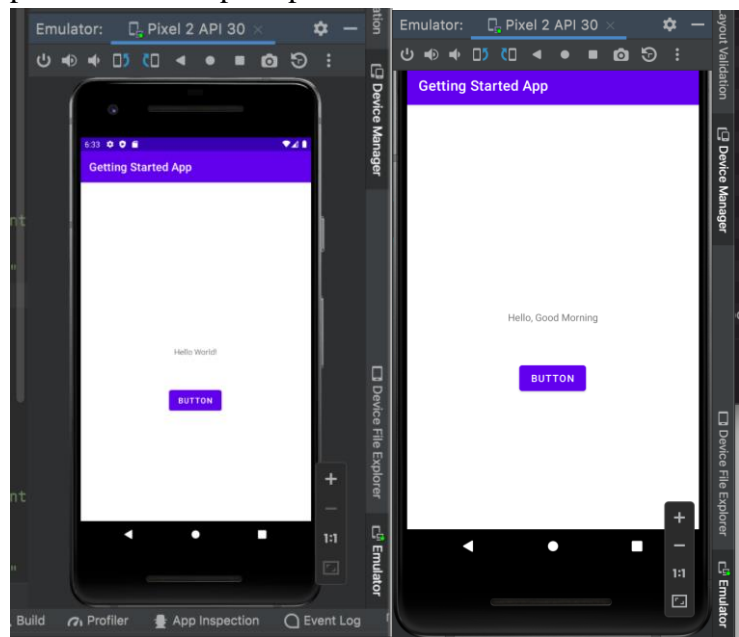 Emulator: Pixel 2 API 30
6:33
Getting Started App
Hello World!
BUTTON
1:1
Device Manager
Device File Explorer
Emulator
Build Profiler App Inspection Event Log
Emulator: Pixel 2 API 30
Getting Started App
Hello, Good Morning
BUTTON
1:1
Layout Validation
Device Manager
Device File Explorer
Emulator